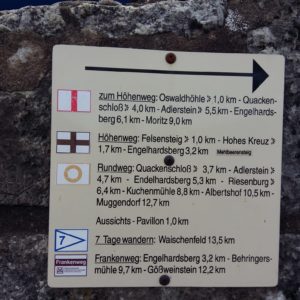 zum Höhenweg: Oswaldhöhle > 1,0 km - Quacken-
schloß > 4,0 km - Adlerstein > 5,5 km - Engelhards-
berg 6,1 km - Moritz 9,0 km
Höhenweg: Felsensteig > 1,0 km - Hohes Kreuz >
1,7 km - Engelhardsberg 3,2 km Mehlbeerensteig
Rundweg: Quackenschloß > 3,7 km - Adlerstein >
4,7 km - Endelhardsberg 5,3 km - Riesenburg >
6,4 km - Kuchenmühle 8,8 km - Albertshof 10,5 km -
Muggendorf 12,7 km
Aussichts - Pavillon 1,0 km
7 7 Tage wandern: Waischenfeld 13,5 km
Frankenweg Frankenweg: Engelhardsberg 3,2 km - Behringers-
mühle 9,7 km - Gößweinstein 12,2 km